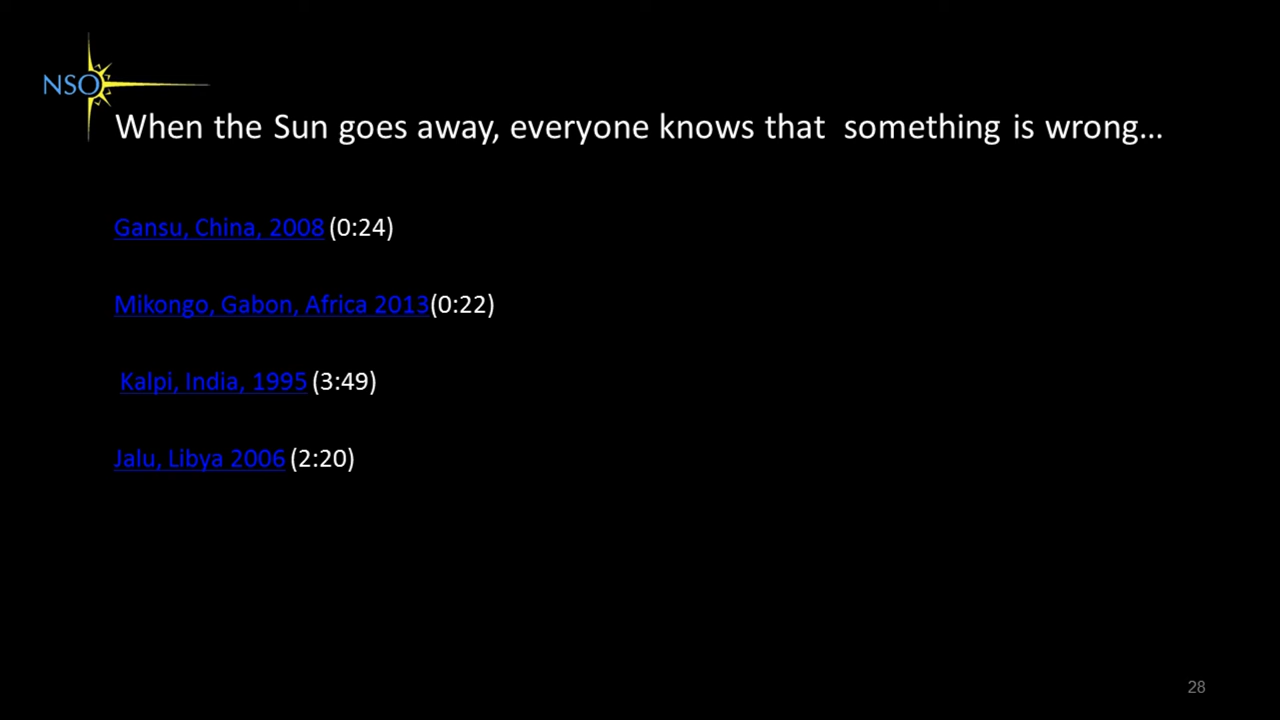 NSO
When the Sun goes away, everyone knows that  something is wrong...
Gansu, China, 2008 (0:24)
Mikongo, Gabon, Africa 2013(0:22)
Kalpi, India, 1995 (3:49)
Jalu, Libya 2006 (2:20)
28